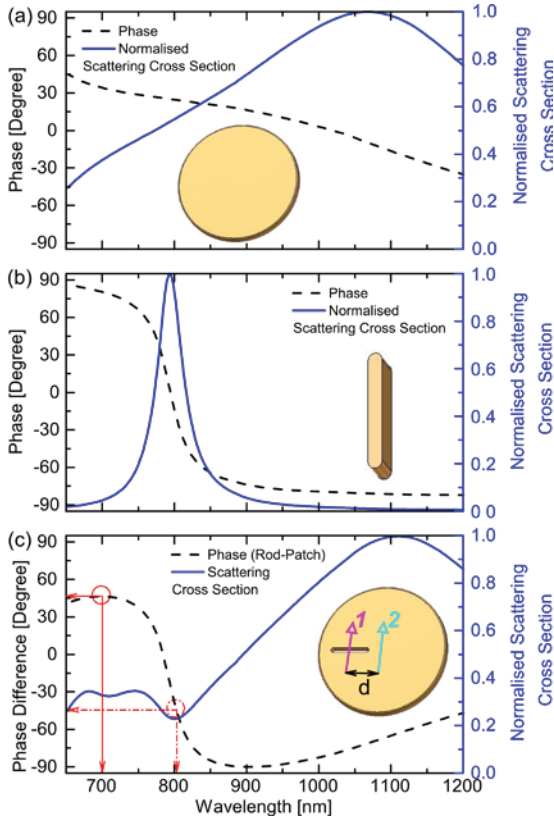 (a)
Phase
Normalised
Scattering Cross Section
90
60
30
0
-30
-60
-90
Phase [Degree]
1.0
0.8
0.6
0.4
0.2
0.0
Normalised Scattering
Cross Section
(b)
Phase
Normalised
Scattering Cross Section
90
60
30
0
-30
-60
-90
Phase [Degree]
1.0
0.8
0.6
0.4
0.2
0.0
Normalised Scattering
Cross Section
(c)
Phase (Rod-Patch)
Scattering
Cross Section
90
60
30
0
-30
-60
-90
Phase Difference [Degree]
1 2
d
1.0
0.8
0.6
0.4
0.2
0.0
Normalised Scattering
Cross Section
700 800 900 1000 1100 1200
Wavelength [nm]